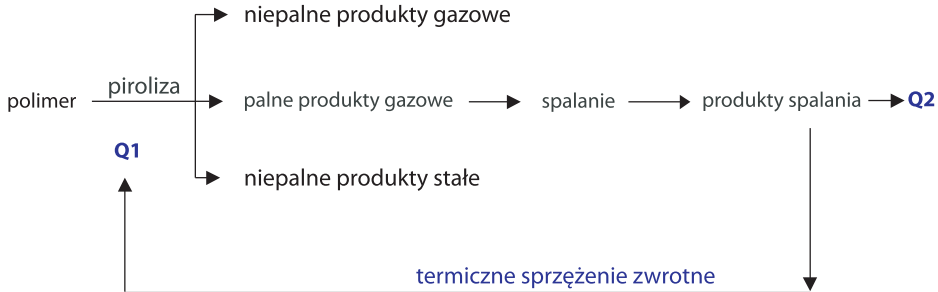 niepalne produkty gazowe
piroliza
polimer
palne produkty gazowe
spalanie
produkty spalania
Q2
Q1
niepalne produkty stałe
termiczne sprzężenie zwrotne